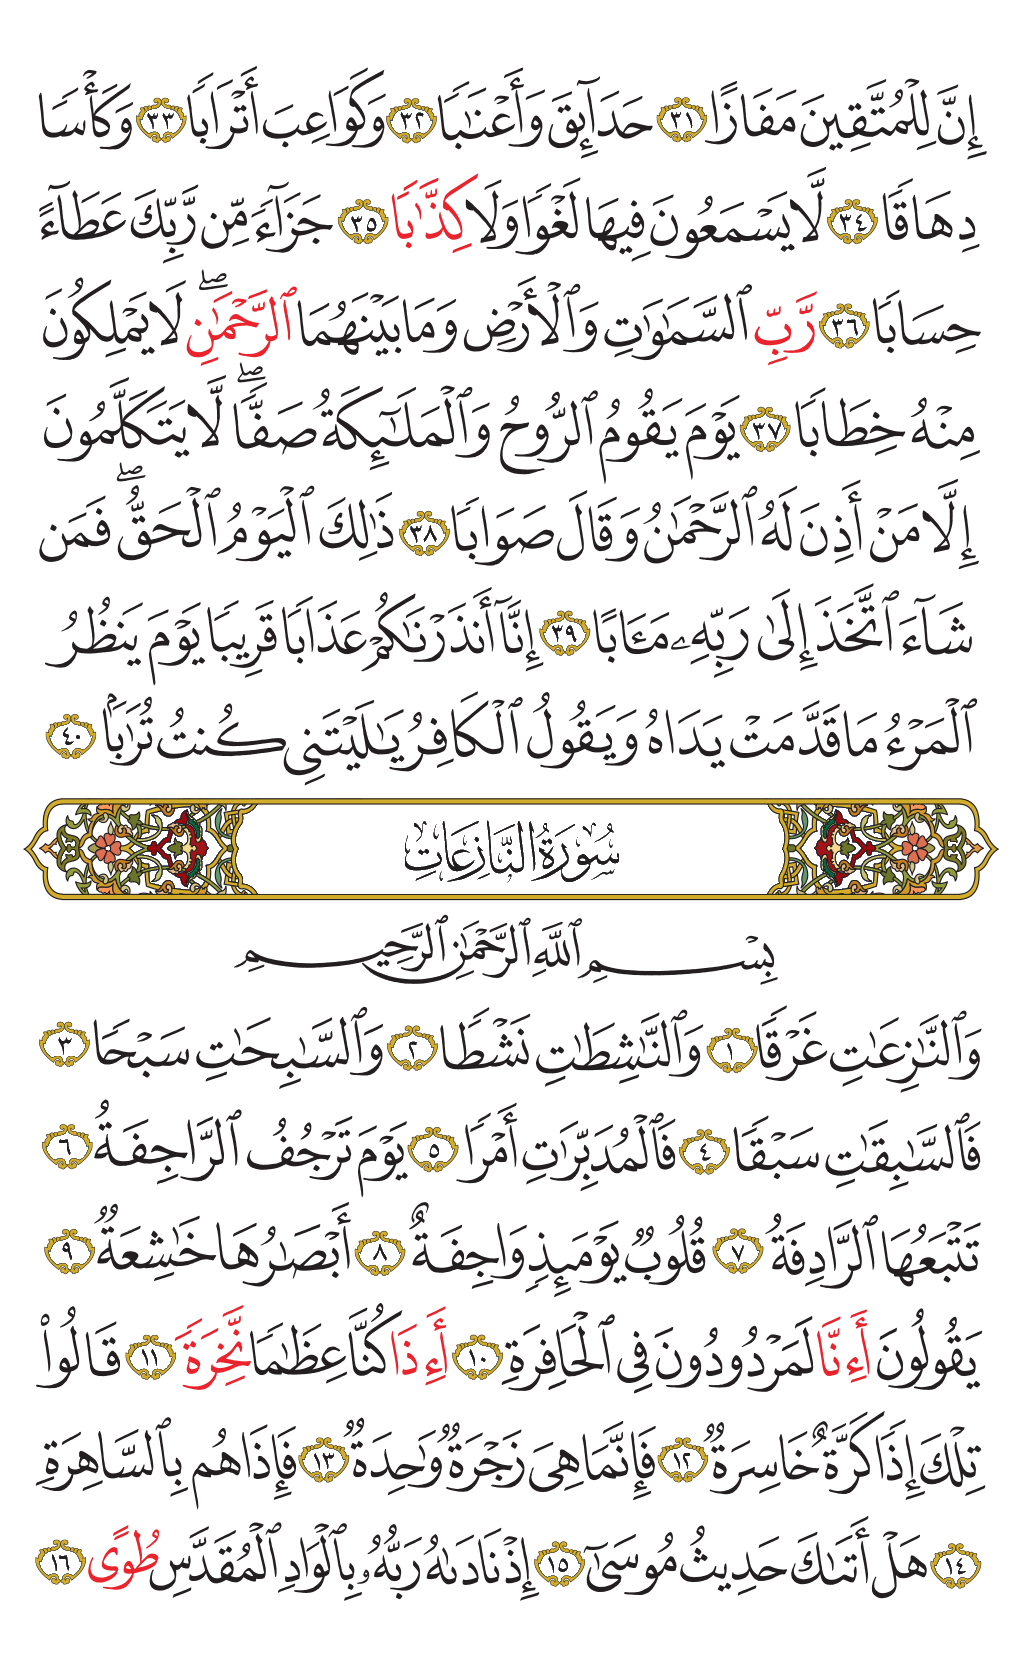 إِنَّ لِلْمُتَّقِينَ مَفَازًا ٣١ حَدَآئِقَ وَأَعْنَٰبًا ٣٢ وَكَوَاعِبَ أَتْرَابًا ٣٣ وَكَأْسًا
دِهَاقًا ٣٤ لَّا يَسْمَعُونَ فِيهَا لَغْوًا وَلَا كِذَّٰبًا ٣٥ جَزَآءً مِّن رَّبِّكَ عَطَآءً
حِسَابًا ٣٦ رَّبِّ ٱلسَّمَٰوَٰتِ وَٱلْأَرْضِ وَمَا بَيْنَهُمَا ٱلرَّحْمَٰنِۖ لَا يَمْلِكُونَ
مِنْهُ خِطَابًا ٣٧ يَوْمَ يَقُومُ ٱلرُّوحُ وَٱلْمَلَٰٓئِكَةُ صَفًّاۖ لَّا يَتَكَلَّمُونَ
إِلَّا مَنْ أَذِنَ لَهُ ٱلرَّحْمَٰنُ وَقَالَ صَوَابًا ٣٨ ذَٰلِكَ ٱلْيَوْمُ ٱلْحَقُّۖ فَمَن
شَآءَ ٱتَّخَذَ إِلَىٰ رَبِّهِۦ مَـَٔابًا ٣٩ إِنَّآ أَنذَرْنَٰكُمْ عَذَابًا قَرِيبًا يَوْمَ يَنظُرُ
ٱلْمَرْءُ مَا قَدَّمَتْ يَدَاهُ وَيَقُولُ ٱلْكَافِرُ يَٰلَيْتَنِى كُنتُ تُرَٰبًۢا ٤٠
سُورَةُ النَّازِعَاتِ
بِسْمِ ٱللَّهِ ٱلرَّحْمَٰنِ ٱلرَّحِيمِ
وَٱلنَّٰزِعَٰتِ غَرْقًا ١ وَٱلنَّٰشِطَٰتِ نَشْطًا ٢ وَٱلسَّٰبِحَٰتِ سَبْحًا ٣
فَٱلسَّٰبِقَٰتِ سَبْقًا ٤ فَٱلْمُدَبِّرَٰتِ أَمْرًا ٥ يَوْمَ تَرْجُفُ ٱلرَّاجِفَةُ ٦
تَتْبَعُهَا ٱلرَّادِفَةُ ٧ قُلُوبٌ يَوْمَئِذٍ وَاجِفَةٌ ٨ أَبْصَٰرُهَا خَٰشِعَةٌ ٩
يَقُولُونَ أَءِنَّا لَمَرْدُودُونَ فِى ٱلْحَافِرَةِ ١٠ أَءِذَا كُنَّا عِظَٰمًا نَّخِرَةً ١١ قَالُوا۟
تِلْكَ إِذًا كَرَّةٌ خَاسِرَةٌ ١٢ فَإِنَّمَا هِىَ زَجْرَةٌ وَٰحِدَةٌ ١٣ فَإِذَا هُم بِٱلسَّاهِرَةِ
١٤ هَلْ أَتَىٰكَ حَدِيثُ مُوسَىٰٓ ١٥ إِذْ نَادَىٰهُ رَبُّهُۥ بِٱلْوَادِ ٱلْمُقَدَّسِ طُوًى ١٦